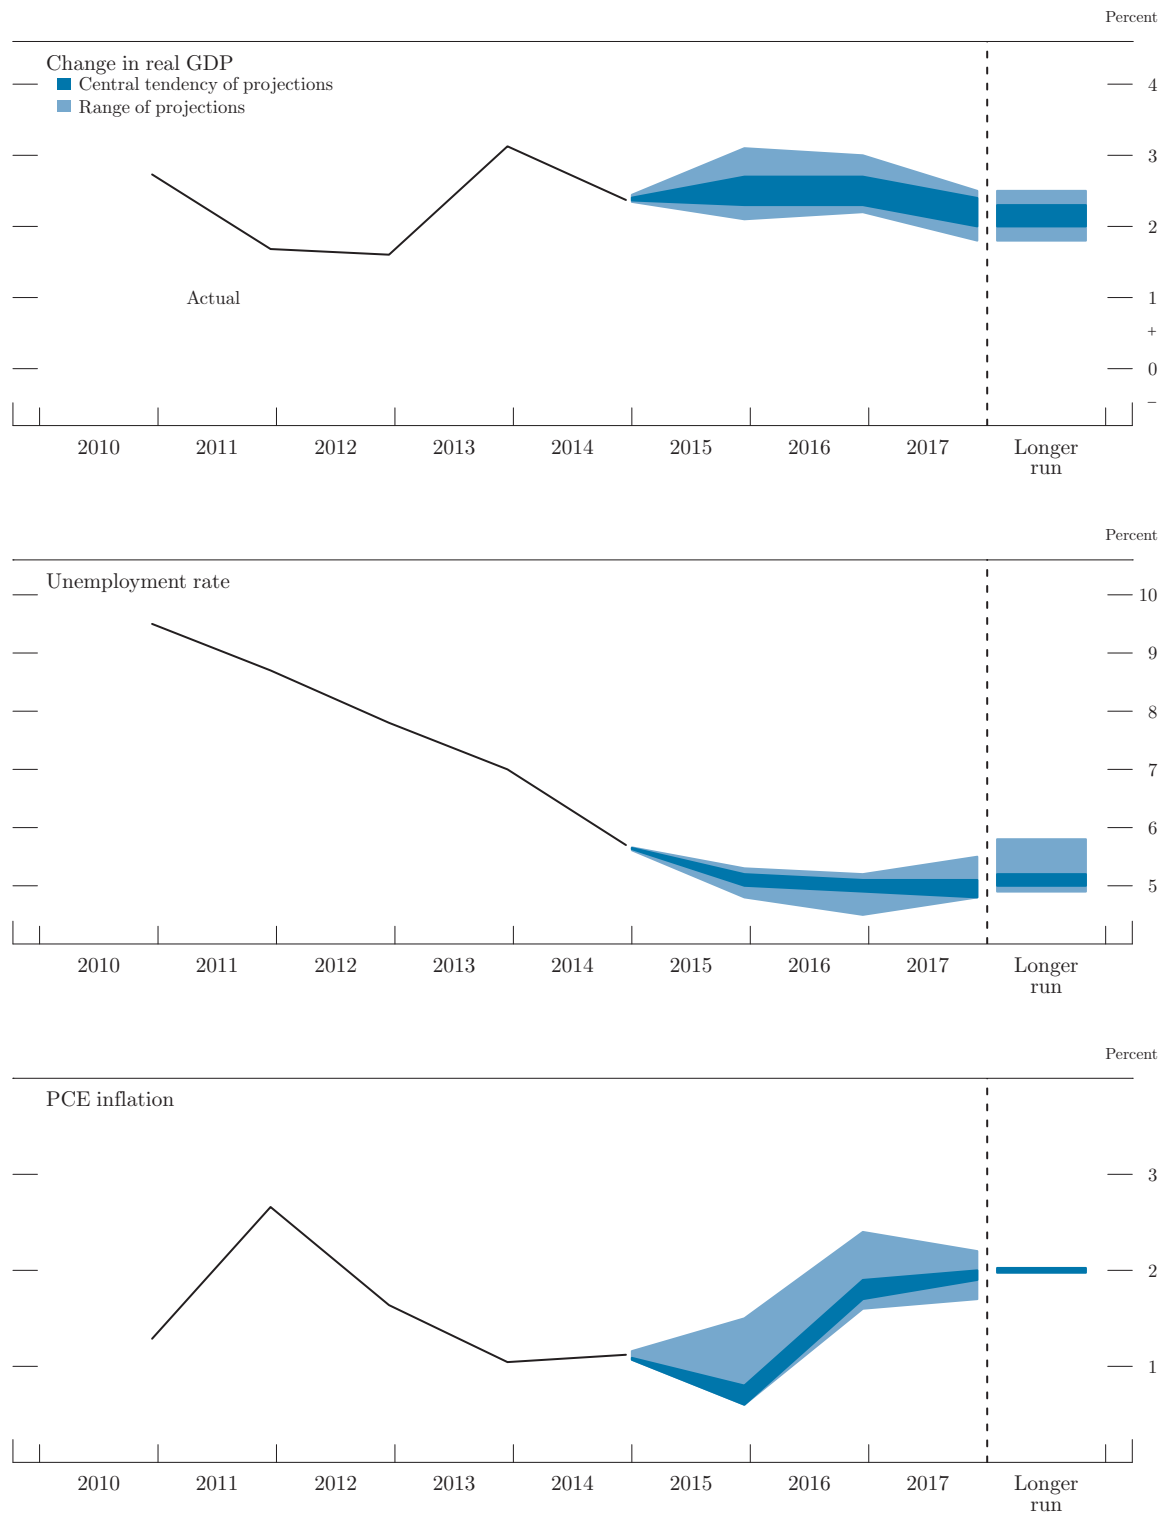 Percent
Change in real GDP
Central tendency of projections
Range of projections
4
3
2
Actual
1
+
0
−
2010 2011 2012 2013 2014 2015 2016 2017 Longer
run
Percent
Unemployment rate
10
9
8
7
6
5
2010 2011 2012 2013 2014 2015 2016 2017 Longer
run
Percent
PCE inflation
3
2
1
2010 2011 2012 2013 2014 2015 2016 2017 Longer
run